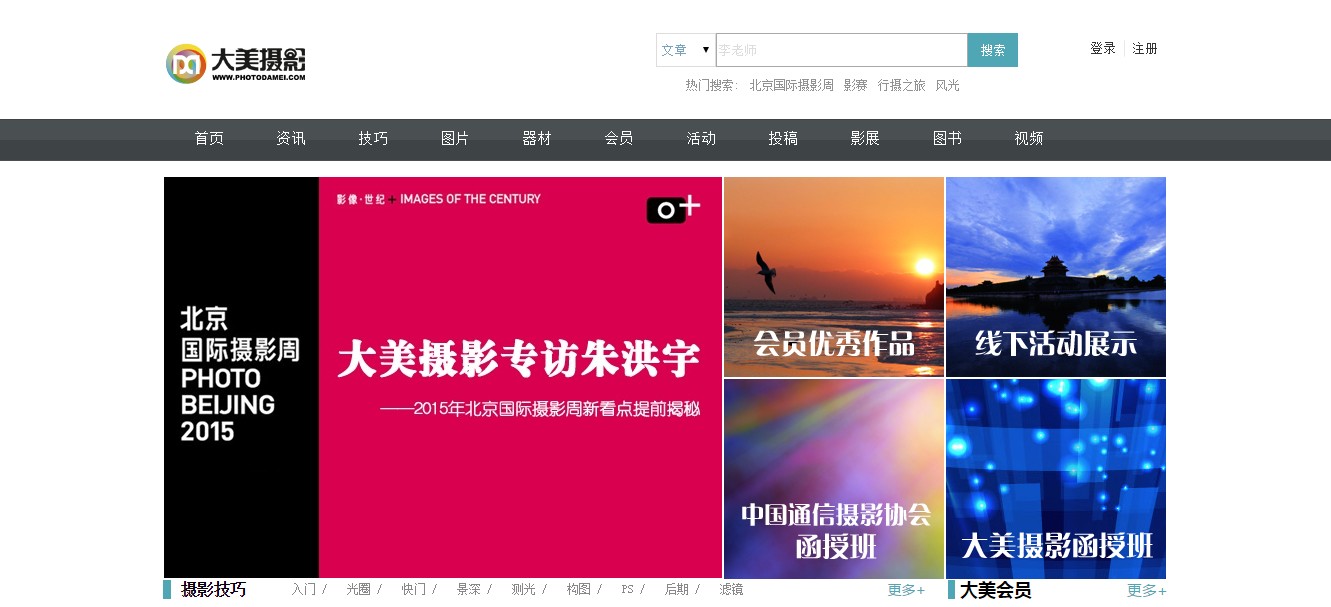 大美摄影
WWW.PHOTODAMEI.COM
文章 ▼ 李老师 搜索
登录 注册
热门搜索: 北京国际摄影周 影赛 行摄之旅 风光
首页 资讯 技巧 图片 器材 会员 活动 投稿 影展 图书 视频
影像·世纪+IMAGES OF THE CENTURY
北京
国际摄影周
PHOTO
BEIJING
2015
大美摄影专访朱洪宇
——2015年北京国际摄影周新看点提前揭秘
会员优秀作品
线下活动展示
中国通信摄影协会
函授班
大美摄影函授班
摄影技巧 入门 / 光圈 / 快门 / 景深 / 测光 / 构图 / PS / 后期 / 滤镜 更多+
大美会员 更多+